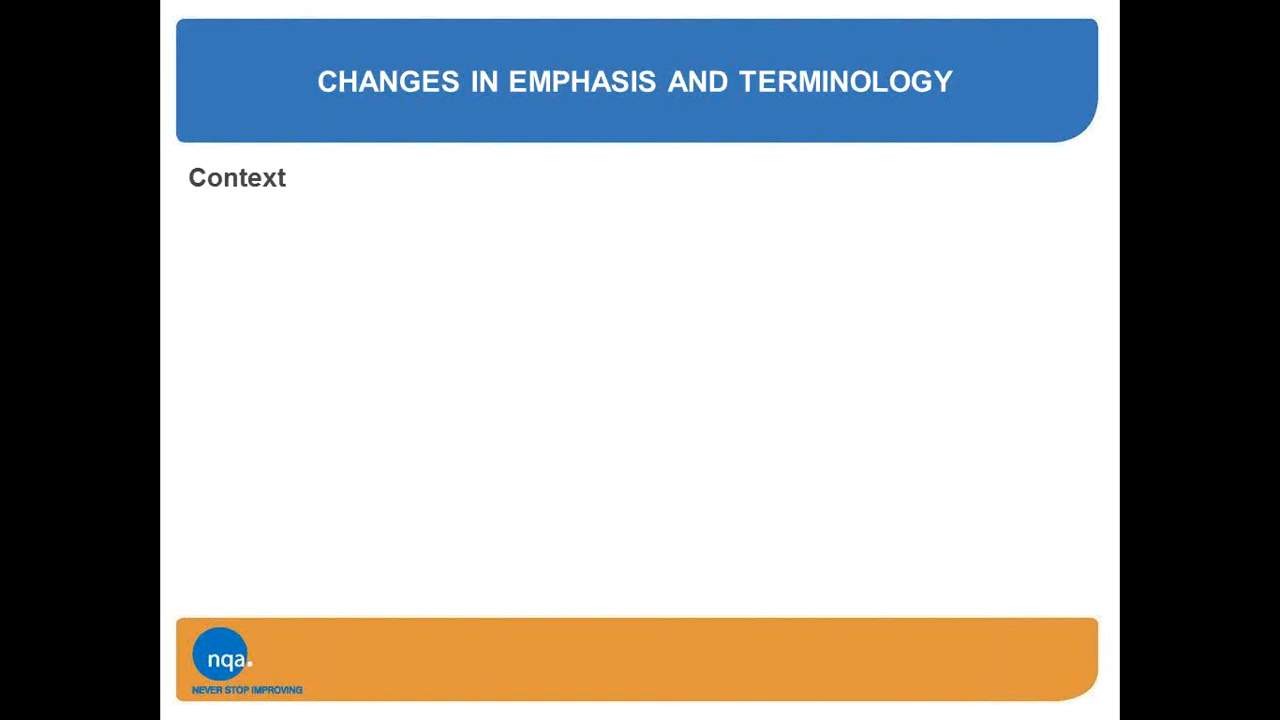 CHANGES IN EMPHASIS AND TERMINOLOGY
Context
nqa.
NEVER STOP IMPROVING